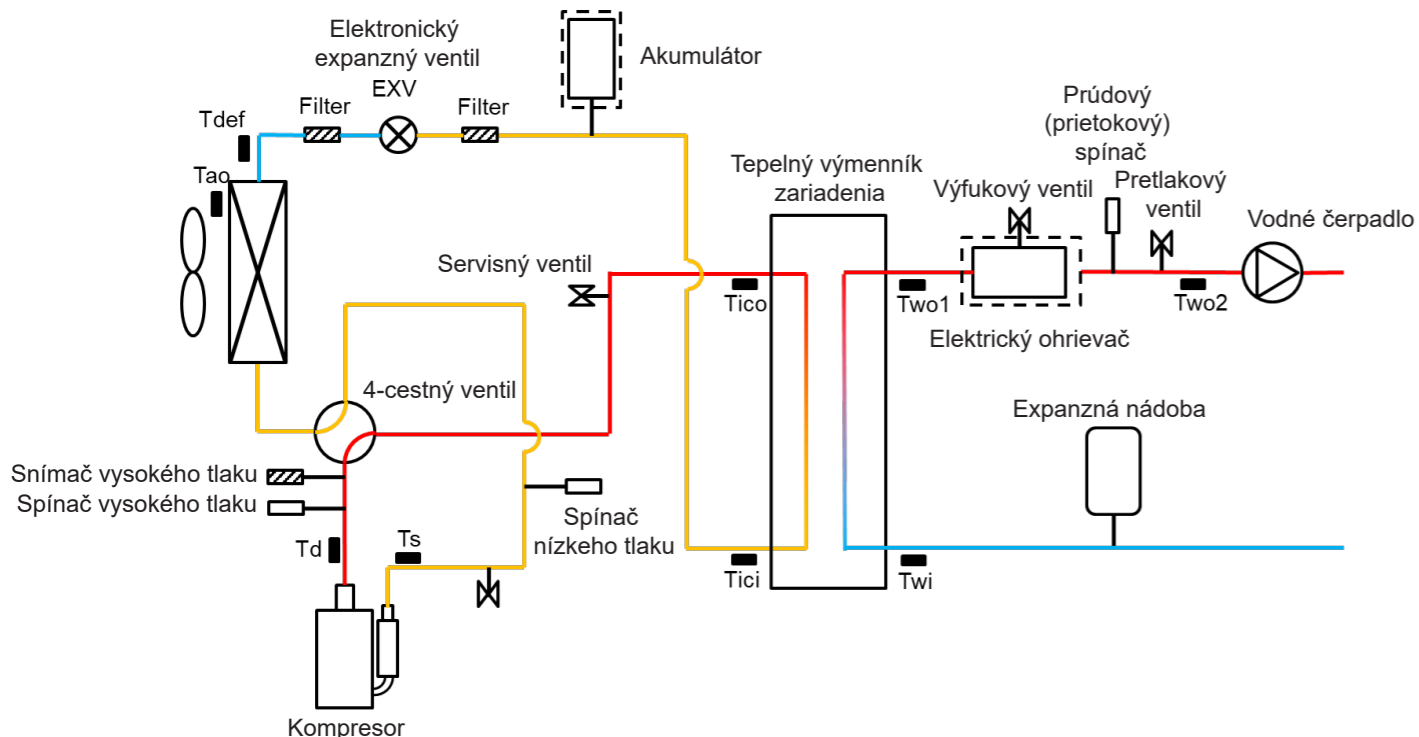 Elektronický
expanzný ventil
EXV
Akumulátor
Filter
Filter
Tdef
Tao
Prúdový
(prietokový)
spínač
Tepelný výmenník
zariadenia
Výfukový ventil
Pretlakový
ventil
Vodné čerpadlo
Servisný ventil
Tico
Two1
Two2
Elektrický ohrievač
4-cestný ventil
Expanzná nádoba
Snímač vysokého tlaku
Spínač vysokého tlaku
Spínač
nízkeho tlaku
Td
Ts
Tici
Twi
Kompresor